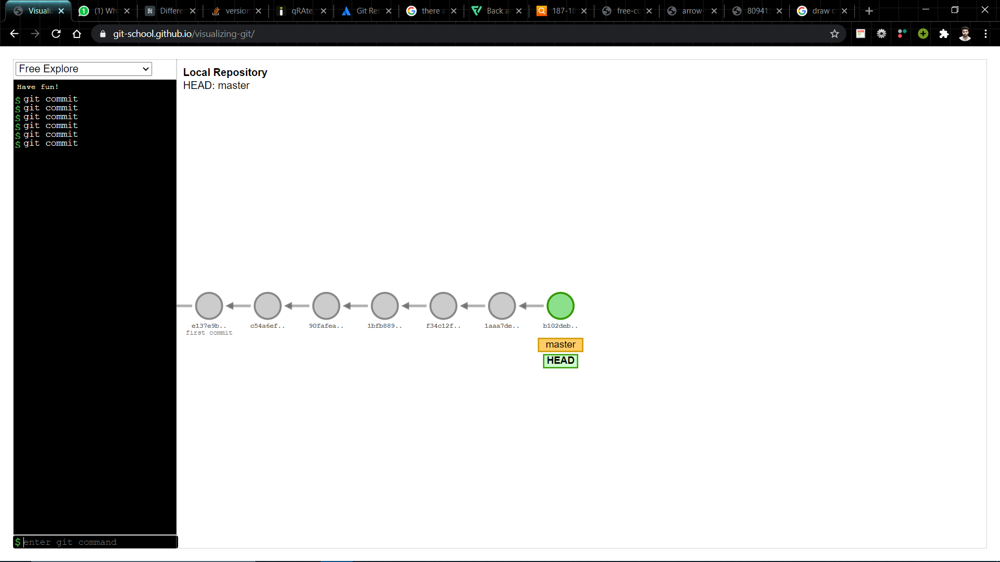 Visuali
(1) Wh
Differe
version
qRAte
Git Res
there a
Back a
187-18
free-cu
arrow-
80941
draw c
git-school.github.io/visualizing-git/
Free Explore
Have fun!
$ git commit
$ git commit
$ git commit
$ git commit
$ git commit
$ git commit
$ enter git command
Local Repository
HEAD: master
e137e9b.. c54a6ef.. 90fafea.. 1bfb889.. f34c12f.. 1aaa7de.. b102deb..
first commit
master
HEAD